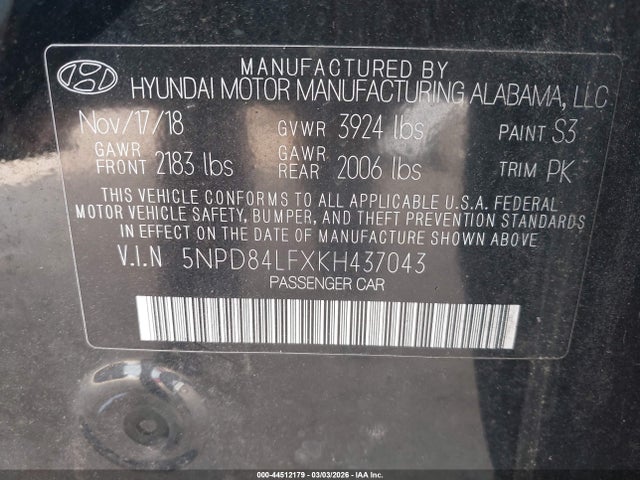 MANUFACTURED BY
HYUNDAI MOTOR MANUFACTURING ALABAMA, LLC
Nov/17/18 GVWR 3924 lbs PAINT S3
GAWR FRONT 2183 lbs GAWR REAR 2006 lbs TRIM PK
THIS VEHICLE CONFORMS TO ALL APPLICABLE U.S.A. FEDERAL
MOTOR VEHICLE SAFETY, BUMPER, AND THEFT PREVENTION STANDARDS
IN EFFECT ON THE DATE OF MANUFACTURE SHOWN ABOVE
V.I.N 5NPD84LFXKH437043
PASSENGER CAR
000-44512179 - 03/03/2026 - IAA Inc.